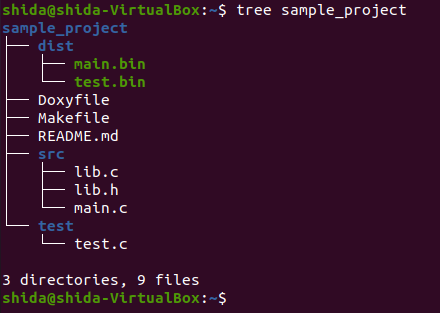 shida@shida-VirtualBox:~$ tree sample_project
sample_project
├── dist
│   ├── main.bin
│   └── test.bin
├── Doxyfile
├── Makefile
├── README.md
├── src
│   ├── lib.c
│   ├── lib.h
│   └── main.c
└── test
    └── test.c
3 directories, 9 files
shida@shida-VirtualBox:~$